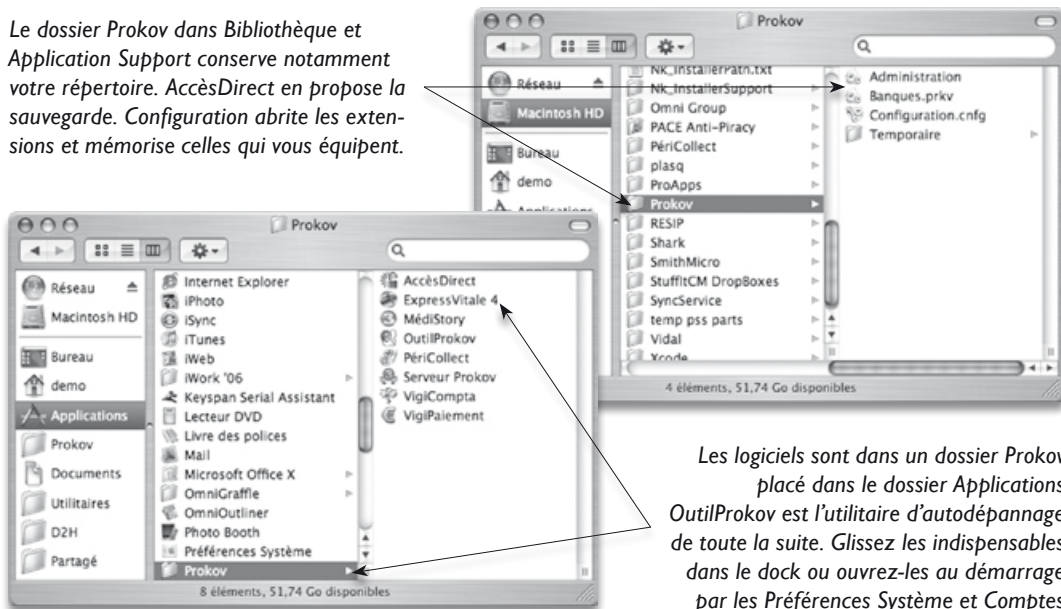 Le dossier Prokov dans Bibliothèque et
Application Support conserve notamment
votre répertoire. AccèsDirect en propose la
sauvegarde. Configuration abrite les exten-
sions et mémorise celles qui vous équipent.
Prokov
Réseau
Macintosh HD
Bureau
demo
Applications
NK_InstallerPath.txt
Nk_InstallerSupport
Omni Group
PACE Anti-Piracy
PériCollect
plasq
ProApps
Prokov
RESIP
Shark
SmithMicro
StuffitCM DropBoxes
SyncService
temp pss parts
Vidal
Xcode
Administration
Banques.prkv
Configuration.cnfg
Temporaire
4 éléments, 51,74 Go disponibles
Prokov
Réseau
Macintosh HD
Bureau
demo
Applications
Prokov
Documents
Utilitaires
D2H
Partagé
Internet Explorer
iPhoto
iSync
iTunes
iWeb
iWork '06
Keyspan Serial Assistant
Lecteur DVD
Livre des polices
Mail
Microsoft Office X
OmniGraffle
OmniOutliner
Photo Booth
Préférences Système
Prokov
AccèsDirect
ExpressVitale 4
MédiStory
OutilProkov
PériCollect
Serveur Prokov
VigiCompta
VigiPaiement
8 éléments, 51,74 Go disponibles
Les logiciels sont dans un dossier Prokov
placé dans le dossier Applications
OutilProkov est l'utilitaire d'autodépannage
de toute la suite. Glissez les indispensables
dans le dock ou ouvrez-les au démarrage
par les Préférences Système et Comptes